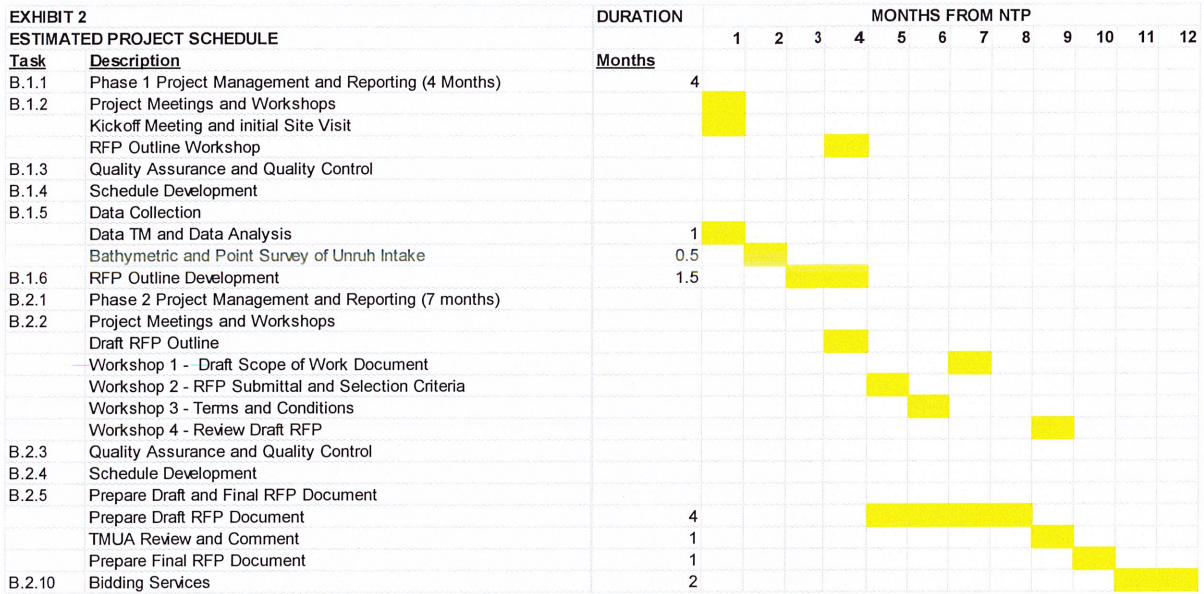 EXHIBIT 2 DURATION MONTHS FROM NTP
ESTIMATED PROJECT SCHEDULE 1 2 3 4 5 6 7 8 9 10 11 12
Task Description Months
B.1.1 Phase 1 Project Management and Reporting (4 Months) 4
B.1.2 Project Meetings and Workshops
Kickoff Meeting and initial Site Visit
RFP Outline Workshop
B.1.3 Quality Assurance and Quality Control
B.1.4 Schedule Development
B.1.5 Data Collection
Data TM and Data Analysis 1
Bathymetric and Point Survey of Unruh Intake 0.5
B.1.6 RFP Outline Development 1.5
B.2.1 Phase 2 Project Management and Reporting (7 months)
B.2.2 Project Meetings and Workshops
Draft RFP Outline
Workshop 1 - Draft Scope of Work Document
Workshop 2 - RFP Submittal and Selection Criteria
Workshop 3 - Terms and Conditions
Workshop 4 - Review Draft RFP
B.2.3 Quality Assurance and Quality Control
B.2.4 Schedule Development
B.2.5 Prepare Draft and Final RFP Document
Prepare Draft RFP Document 4
TMUA Review and Comment 1
Prepare Final RFP Document 1
B.2.10 Bidding Services 2